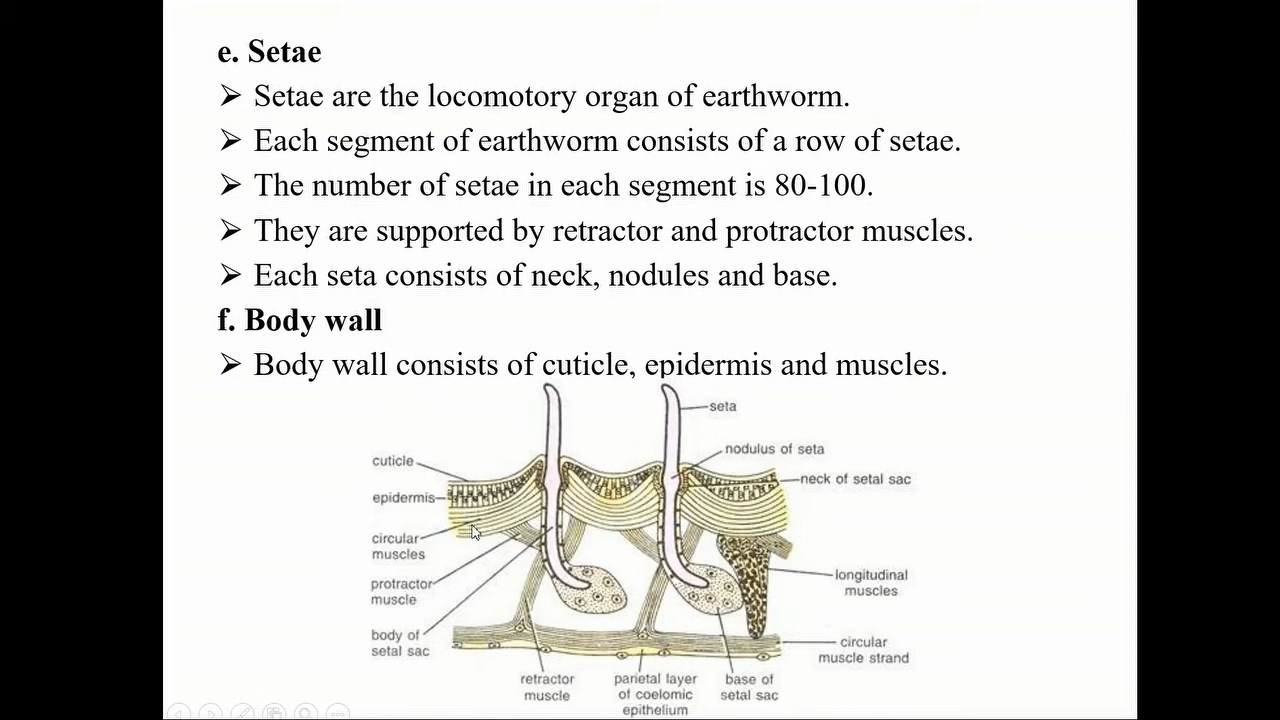 e. Setae
➢ Setae are the locomotory organ of earthworm.
➢ Each segment of earthworm consists of a row of setae.
➢ The number of setae in each segment is 80-100.
➢ They are supported by retractor and protractor muscles.
➢ Each seta consists of neck, nodules and base.
f. Body wall
➢ Body wall consists of cuticle, epidermis and muscles.
seta
nodulus of seta
cuticle
neck of setal sac
epidermis
circular
muscles
longitudinal
muscles
protractor
muscle
body of
setal sac
circular
muscle strand
retractor
muscle
parietal layer
of coelomic
epithelium
base of
setal sac